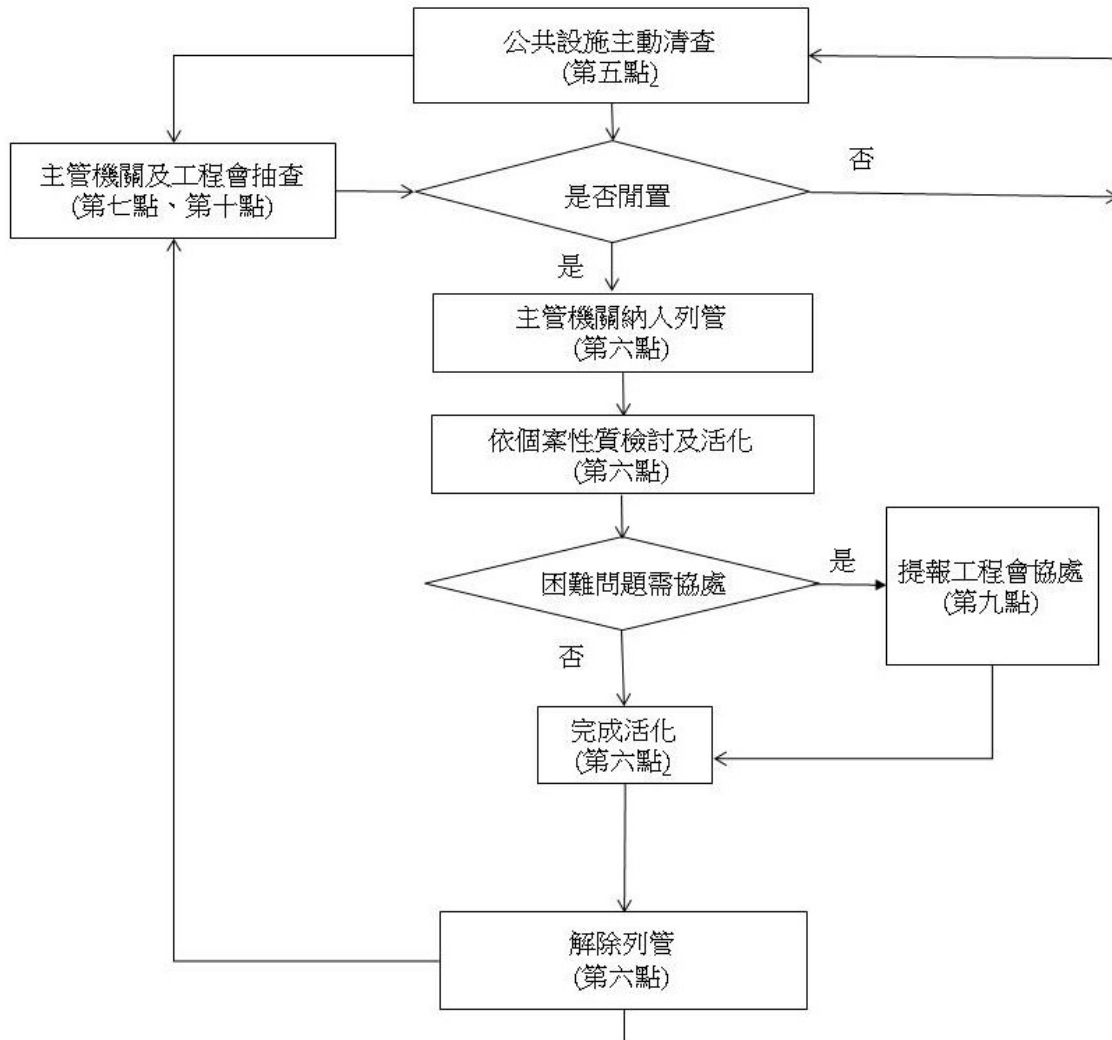 公共設施主動清查
(第五點)
主管機關及工程會抽查
(第七點、第十點)
是否閒置
否
是
主管機關納入列管
(第六點)
依個案性質檢討及活化
(第六點)
困難問題需協處
是
提報工程會協處
(第九點)
否
完成活化
(第六點)
解除列管
(第六點)